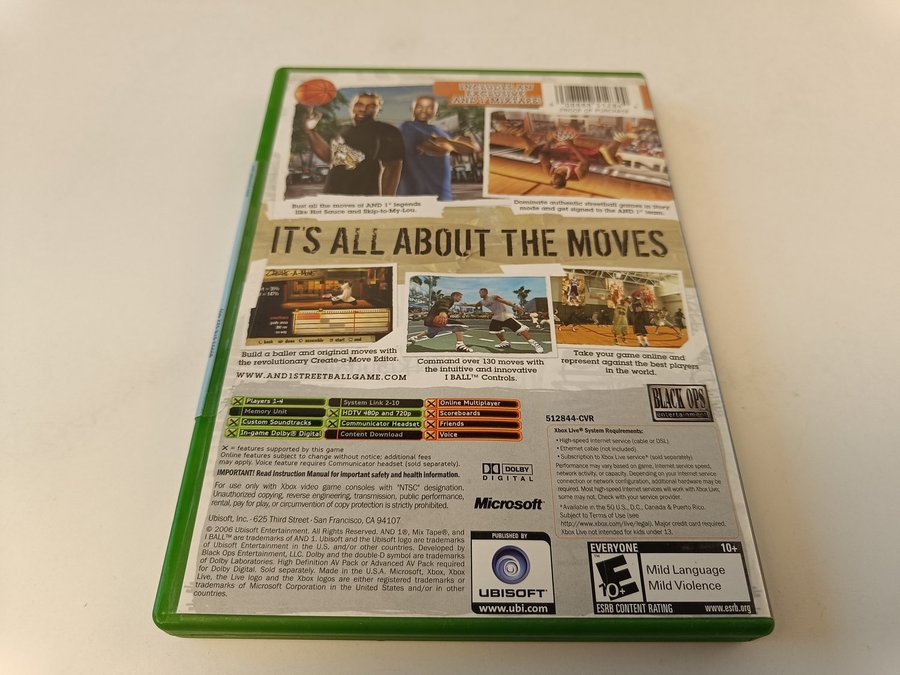 INCLUDES AN
EXCLUSIVE
AND 1® MIXTAPE!
PROOF OF PURCHASE
Bust all the moves of AND 1® legends
like Hot Sauce and Skip-to-My-Lou.
Dominate authentic streetball games in story
mode and get signed to the AND 1® team.
IT'S ALL ABOUT THE MOVES
Create-A-Move
Build a baller and original moves with
the revolutionary Create-a-Move Editor.
Command over 130 moves with
the intuitive and innovative
I BALL™ Controls.
Take your game online and
represent against the best players
in the world.
WWW.AND1STREETBALLGAME.COM
BLACK OPS
entertainment
Players 1-4
Memory Unit
Custom Soundtracks
In-game Dolby® Digital
System Link 2-10
HDTV 480p and 720p
Communicator Headset
Content Download
Online Multiplayer
Scoreboards
Friends
Voice
X = features supported by this game
Online features subject to change without notice; additional fees
may apply. Voice feature requires Communicator headset (sold separately).
IMPORTANT! Read Instruction Manual for important safety and health information.
For use only with Xbox video game consoles with "NTSC" designation.
Unauthorized copying, reverse engineering, transmission, public performance,
rental, pay for play, or circumvention of copy protection is strictly prohibited.
Ubisoft, Inc. · 625 Third Street · San Francisco, CA 94107
© 2006 Ubisoft Entertainment. All Rights Reserved. AND 1®, Mix Tape®, and
I BALL™ are trademarks of AND 1. Ubisoft and the Ubisoft logo are trademarks
of Ubisoft Entertainment in the U.S. and/or other countries. Developed by
Black Ops Entertainment, LLC. Dolby and the double-D symbol are trademarks
of Dolby Laboratories. High Definition AV Pack or Advanced AV Pack required
for Dolby Digital. Sold separately. Made in the U.S.A. Microsoft, Xbox, Xbox
Live, the Live logo and the Xbox logos are either registered trademarks or
trademarks of Microsoft Corporation in the United States and/or in other
countries.
DOLBY
DIGITAL
Microsoft®
PUBLISHED BY
UBISOFT®
www.ubi.com
512844-CVR
Xbox Live® System Requirements:
• High-speed internet service (cable or DSL)
• Ethernet cable (not included)
• Subscription to Xbox Live service* (sold separately)
Performance may vary based on game, Internet service speed,
network activity, or capacity. Depending on your Internet service
connection or network configuration, additional hardware may be
required. Most high-speed Internet services will work with Xbox Live;
some may not. Check with your service provider.
*Available in the 50 U.S., D.C., Canada & Puerto Rico.
Subject to Terms of Use (see
http://www.xbox.com/live/legal). Major credit card required.
Xbox Live not intended for kids under 13.
EVERYONE 10+
E
10+
Mild Language
Mild Violence
ESRB CONTENT RATING www.esrb.org